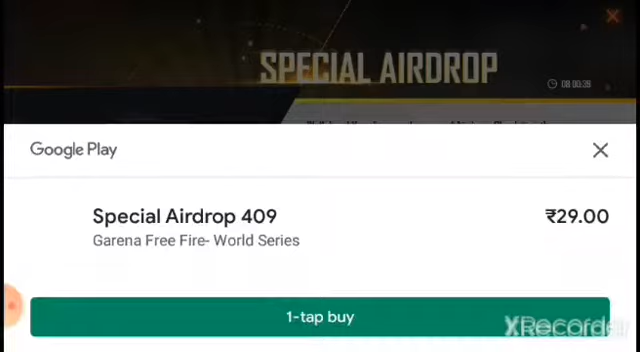 SPECIAL AIRDROP
Google Play
Special Airdrop 409
₹29.00
Garena Free Fire- World Series
1-tap buy
XRecorder